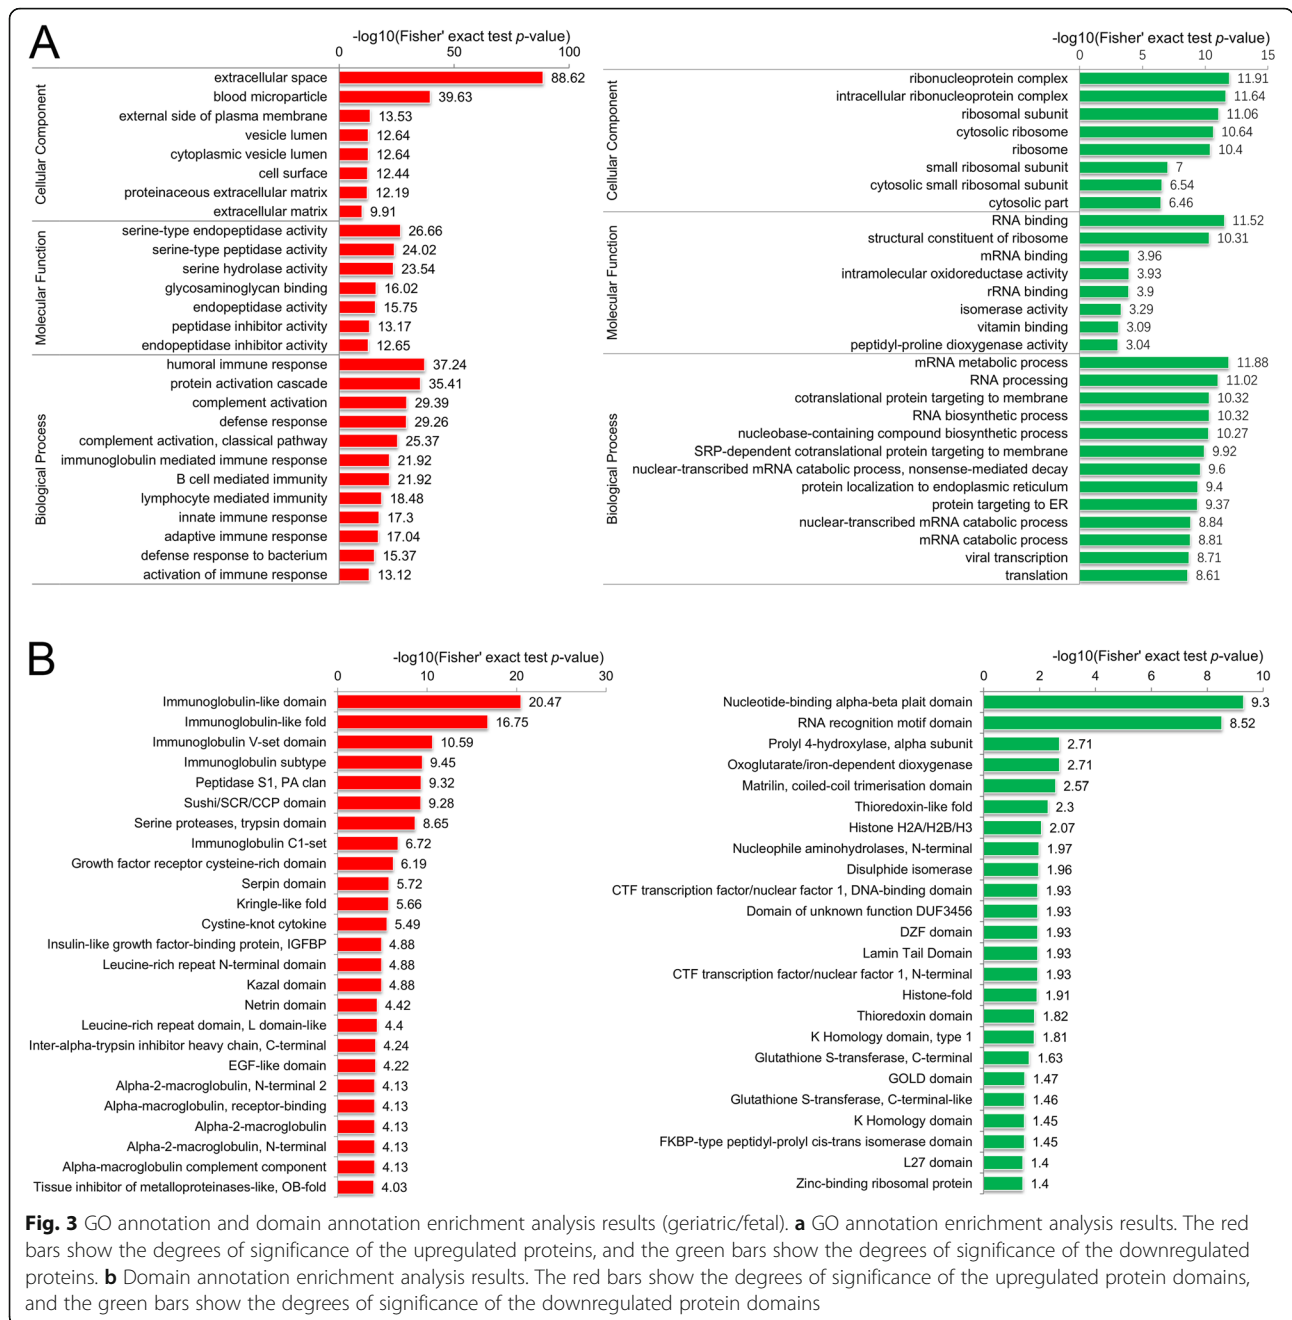 A
-log10(Fisher' exact test p-value)
0 50 100
Cellular Component
extracellular space 88.62
blood microparticle 39.63
external side of plasma membrane 13.53
vesicle lumen 12.64
cytoplasmic vesicle lumen 12.64
cell surface 12.44
proteinaceous extracellular matrix 12.19
extracellular matrix 9.91
Molecular Function
serine-type endopeptidase activity 26.66
serine-type peptidase activity 24.02
serine hydrolase activity 23.54
glycosaminoglycan binding 16.02
endopeptidase activity 15.75
peptidase inhibitor activity 13.17
endopeptidase inhibitor activity 12.65
Biological Process
humoral immune response 37.24
protein activation cascade 35.41
complement activation 29.39
defense response 29.26
complement activation, classical pathway 25.37
immunoglobulin mediated immune response 21.92
B cell mediated immunity 21.92
lymphocyte mediated immunity 18.48
innate immune response 17.3
adaptive immune response 17.04
defense response to bacterium 15.37
activation of immune response 13.12
-log10(Fisher' exact test p-value)
0 5 10 15
Cellular Component
ribonucleoprotein complex 11.91
intracellular ribonucleoprotein complex 11.64
ribosomal subunit 11.06
cytosolic ribosome 10.64
ribosome 10.4
small ribosomal subunit 7
cytosolic small ribosomal subunit 6.54
cytosolic part 6.46
Molecular Function
RNA binding 11.52
structural constituent of ribosome 10.31
mRNA binding 3.96
intramolecular oxidoreductase activity 3.93
rRNA binding 3.9
isomerase activity 3.29
vitamin binding 3.09
peptidyl-proline dioxygenase activity 3.04
Biological Process
mRNA metabolic process 11.88
RNA processing 11.02
cotranslational protein targeting to membrane 10.32
RNA biosynthetic process 10.32
nucleobase-containing compound biosynthetic process 10.27
SRP-dependent cotranslational protein targeting to membrane 9.92
nuclear-transcribed mRNA catabolic process, nonsense-mediated decay 9.6
protein localization to endoplasmic reticulum 9.4
protein targeting to ER 9.37
nuclear-transcribed mRNA catabolic process 8.84
mRNA catabolic process 8.81
viral transcription 8.71
translation 8.61
B
-log10(Fisher' exact test p-value)
0 10 20 30
Immunoglobulin-like domain 20.47
Immunoglobulin-like fold 16.75
Immunoglobulin V-set domain 10.59
Immunoglobulin subtype 9.45
Peptidase S1, PA clan 9.32
Sushi/SCR/CCP domain 9.28
Serine proteases, trypsin domain 8.65
Immunoglobulin C1-set 6.72
Growth factor receptor cysteine-rich domain 6.19
Serpin domain 5.72
Kringle-like fold 5.66
Cystine-knot cytokine 5.49
Insulin-like growth factor-binding protein, IGFBP 4.88
Leucine-rich repeat N-terminal domain 4.88
Kazal domain 4.88
Netrin domain 4.42
Leucine-rich repeat domain, L domain-like 4.4
Inter-alpha-trypsin inhibitor heavy chain, C-terminal 4.24
EGF-like domain 4.22
Alpha-2-macroglobulin, N-terminal 2 4.13
Alpha-macroglobulin, receptor-binding 4.13
Alpha-2-macroglobulin 4.13
Alpha-2-macroglobulin, N-terminal 4.13
Alpha-macroglobulin complement component 4.13
Tissue inhibitor of metalloproteinases-like, OB-fold 4.03
-log10(Fisher' exact test p-value)
0 2 4 6 8 10
Nucleotide-binding alpha-beta plait domain 9.3
RNA recognition motif domain 8.52
Prolyl 4-hydroxylase, alpha subunit 2.71
Oxoglutarate/iron-dependent dioxygenase 2.71
Matrilin, coiled-coil trimerisation domain 2.57
Thioredoxin-like fold 2.3
Histone H2A/H2B/H3 2.07
Nucleophile aminohydrolases, N-terminal 1.97
Disulphide isomerase 1.96
CTF transcription factor/nuclear factor 1, DNA-binding domain 1.93
Domain of unknown function DUF3456 1.93
DZF domain 1.93
Lamin Tail Domain 1.93
CTF transcription factor/nuclear factor 1, N-terminal 1.93
Histone-fold 1.91
Thioredoxin domain 1.82
K Homology domain, type 1 1.81
Glutathione S-transferase, C-terminal 1.63
GOLD domain 1.47
Glutathione S-transferase, C-terminal-like 1.46
K Homology domain 1.45
FKBP-type peptidyl-prolyl cis-trans isomerase domain 1.45
L27 domain 1.4
Zinc-binding ribosomal protein 1.4
Fig. 3 GO annotation and domain annotation enrichment analysis results (geriatric/fetal). a GO annotation enrichment analysis results. The red
bars show the degrees of significance of the upregulated proteins, and the green bars show the degrees of significance of the downregulated
proteins. b Domain annotation enrichment analysis results. The red bars show the degrees of significance of the upregulated protein domains,
and the green bars show the degrees of significance of the downregulated protein domains